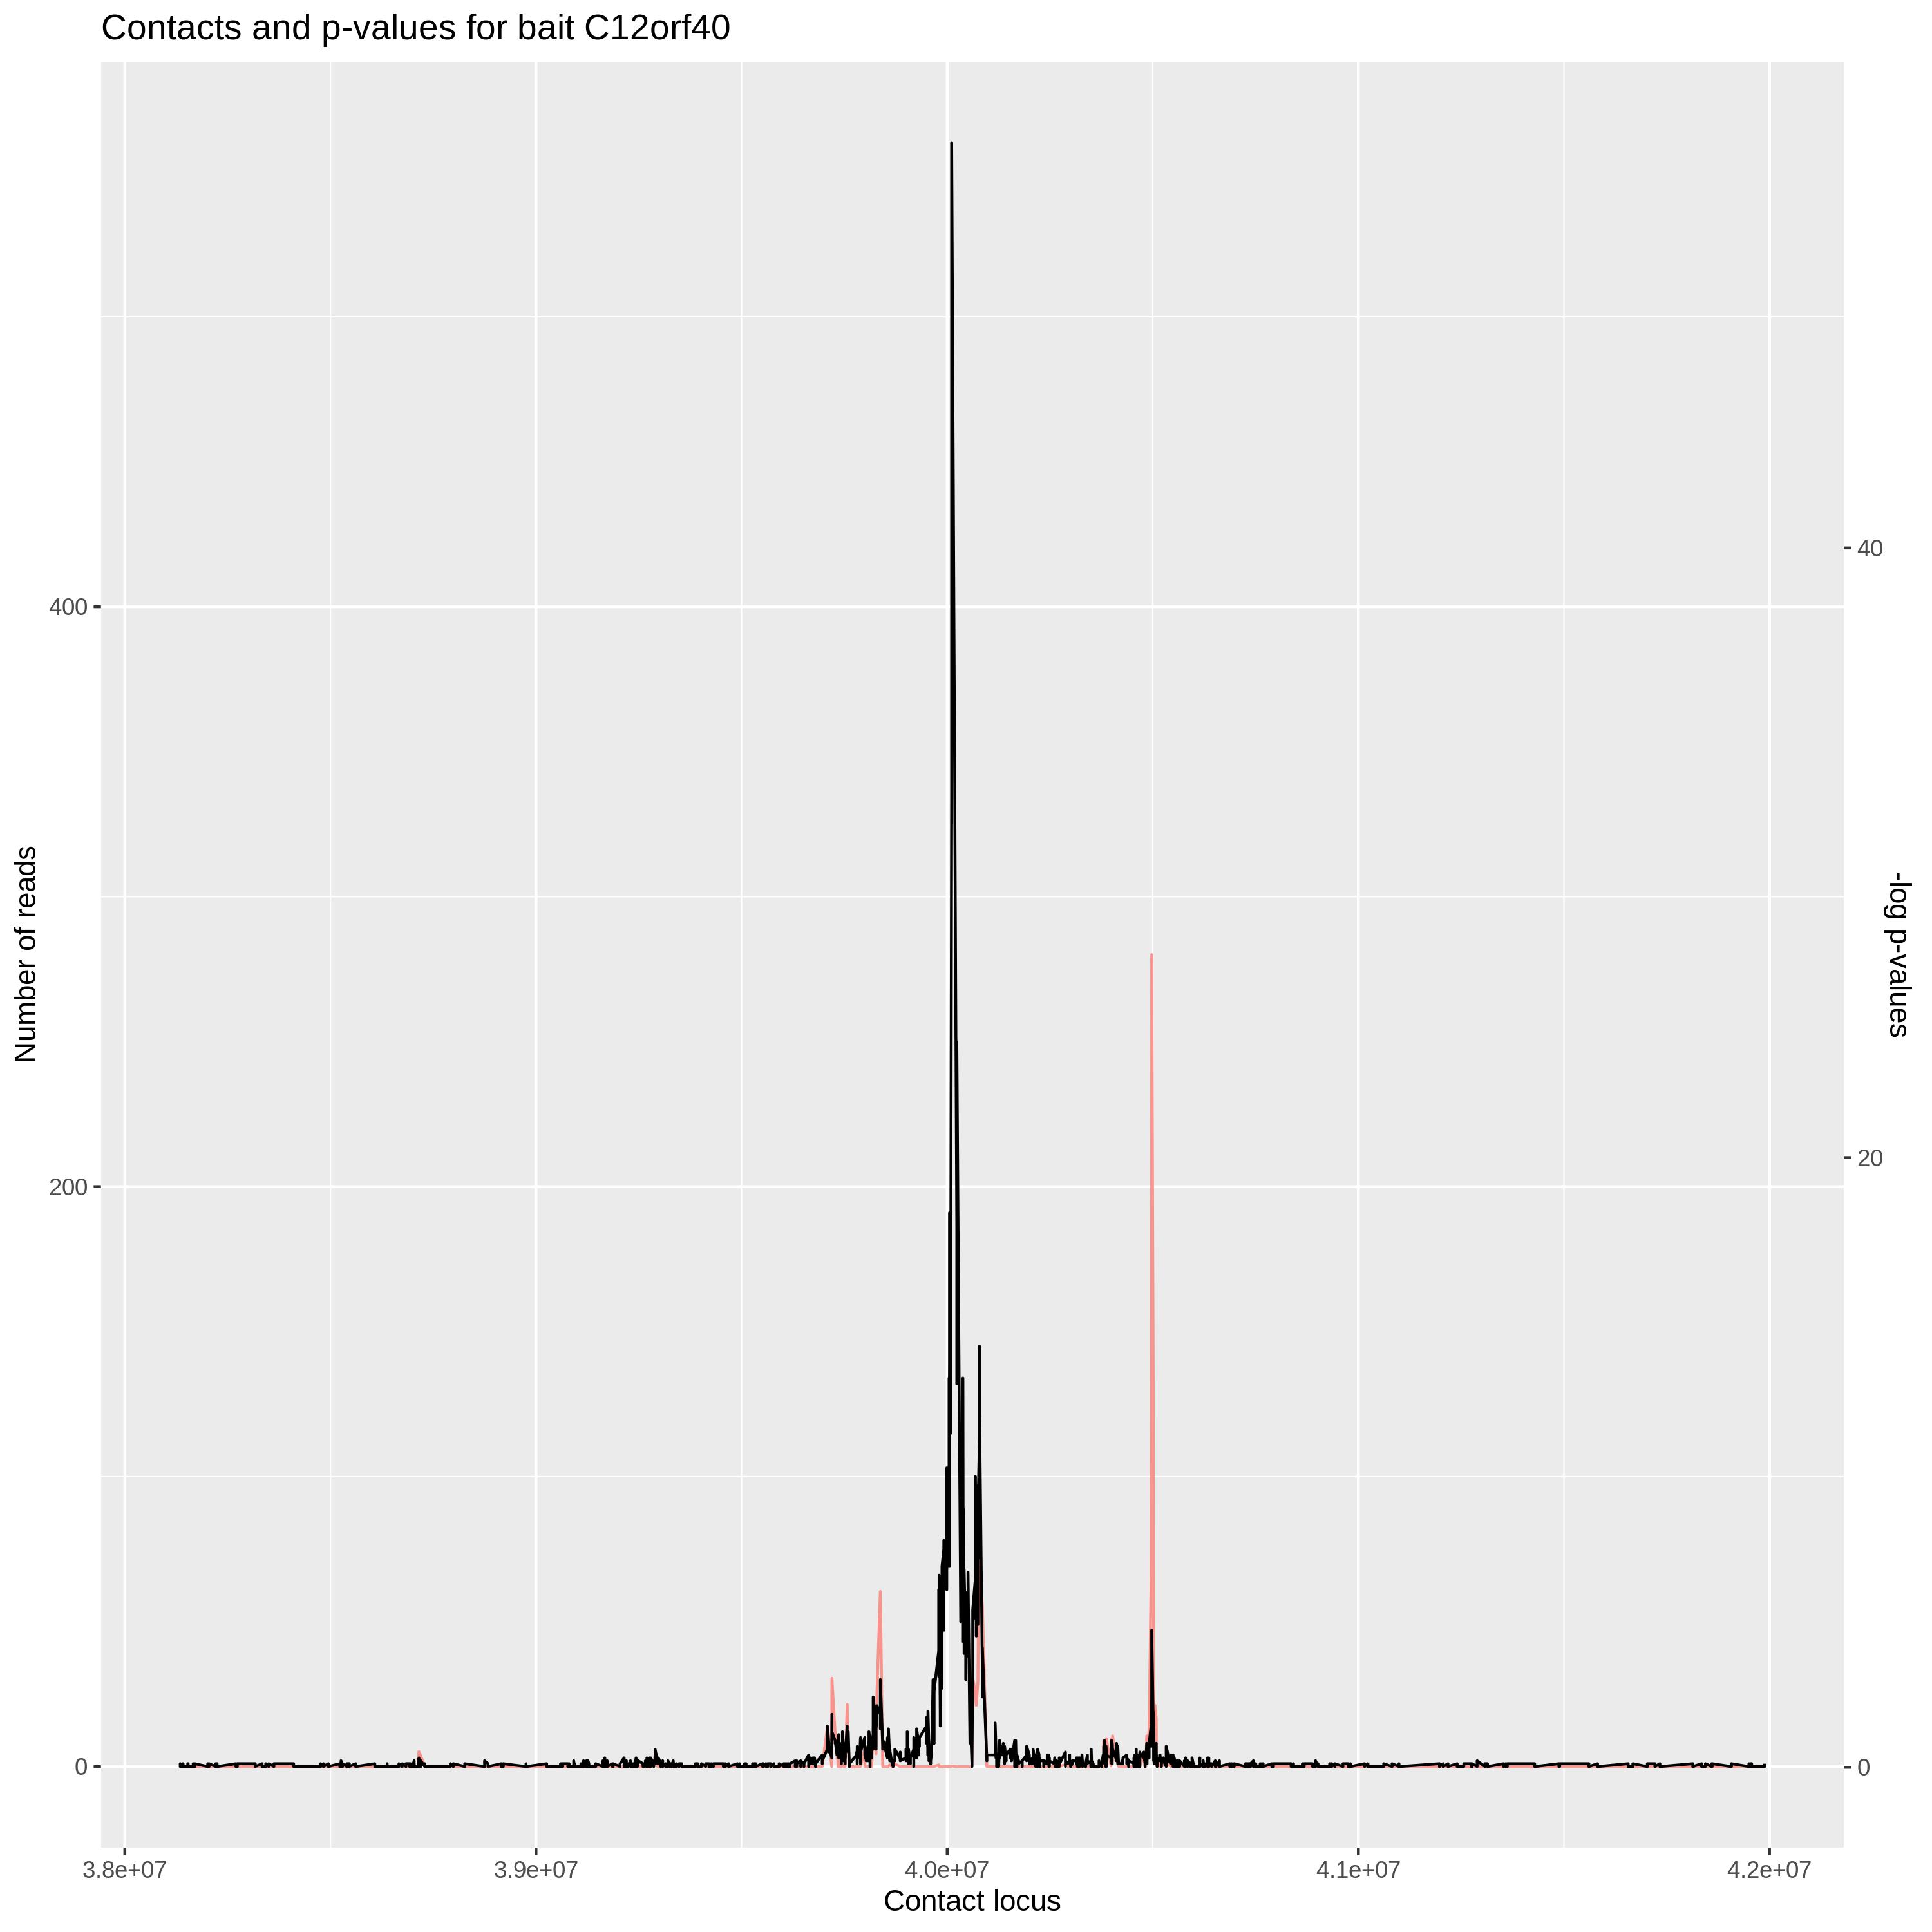 Contacts and p-values for bait C12orf40
400
200
0
Number of reads
40
20
0
-log p-values
3.8e+07
3.9e+07
4.0e+07
4.1e+07
4.2e+07
Contact locus